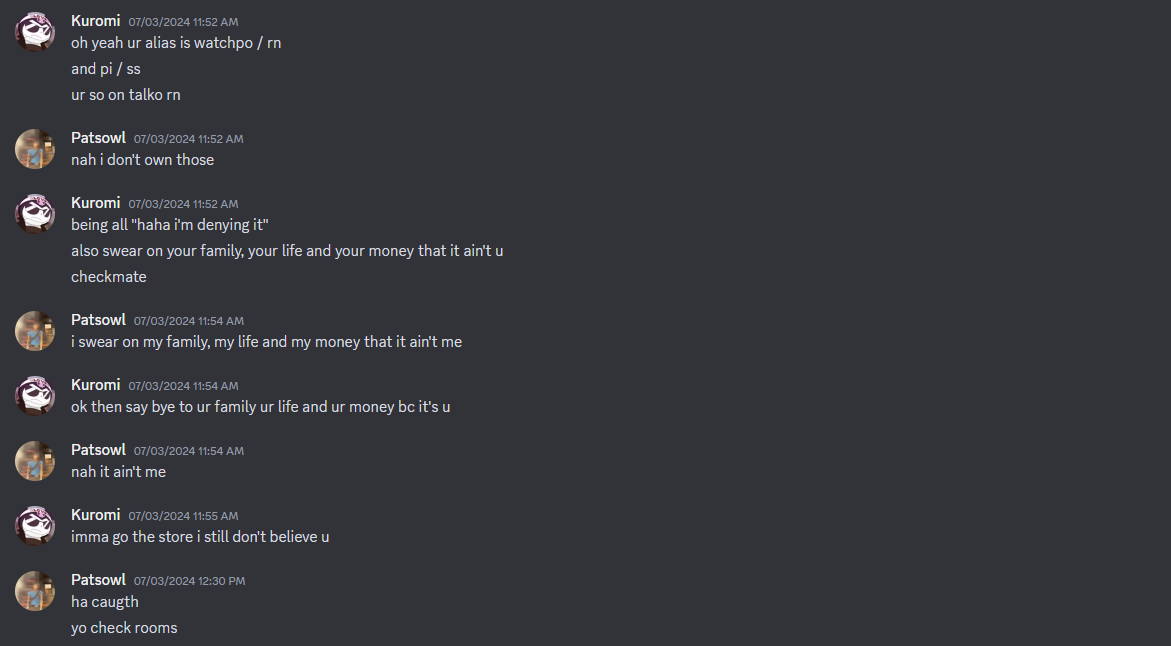 Kuromi 07/03/2024 11:52 AM
oh yeah ur alias is watchpo / rn
and pi / ss
ur so on talko rn
Patsowl 07/03/2024 11:52 AM
nah i don't own those
Kuromi 07/03/2024 11:52 AM
being all "haha i'm denying it"
also swear on your family, your life and your money that it ain't u
checkmate
Patsowl 07/03/2024 11:54 AM
i swear on my family, my life and my money that it ain't me
Kuromi 07/03/2024 11:54 AM
ok then say bye to ur family ur life and ur money bc it's u
Patsowl 07/03/2024 11:54 AM
nah it ain't me
Kuromi 07/03/2024 11:55 AM
imma go the store i still don't believe u
Patsowl 07/03/2024 12:30 PM
ha caugth
yo check rooms